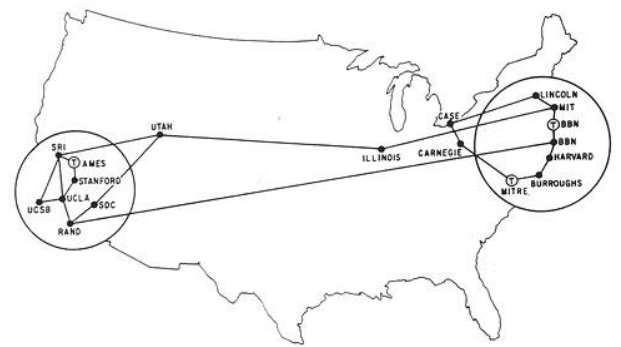 LINCOLN
MIT
CASE
T BBN
UTAH
BBN
SRI
ILLINOIS
CARNEGIE
HARVARD
T AMES
STANFORD
T
BURROUGHS
MITRE
UCLA
SDC
UCSB
RAND